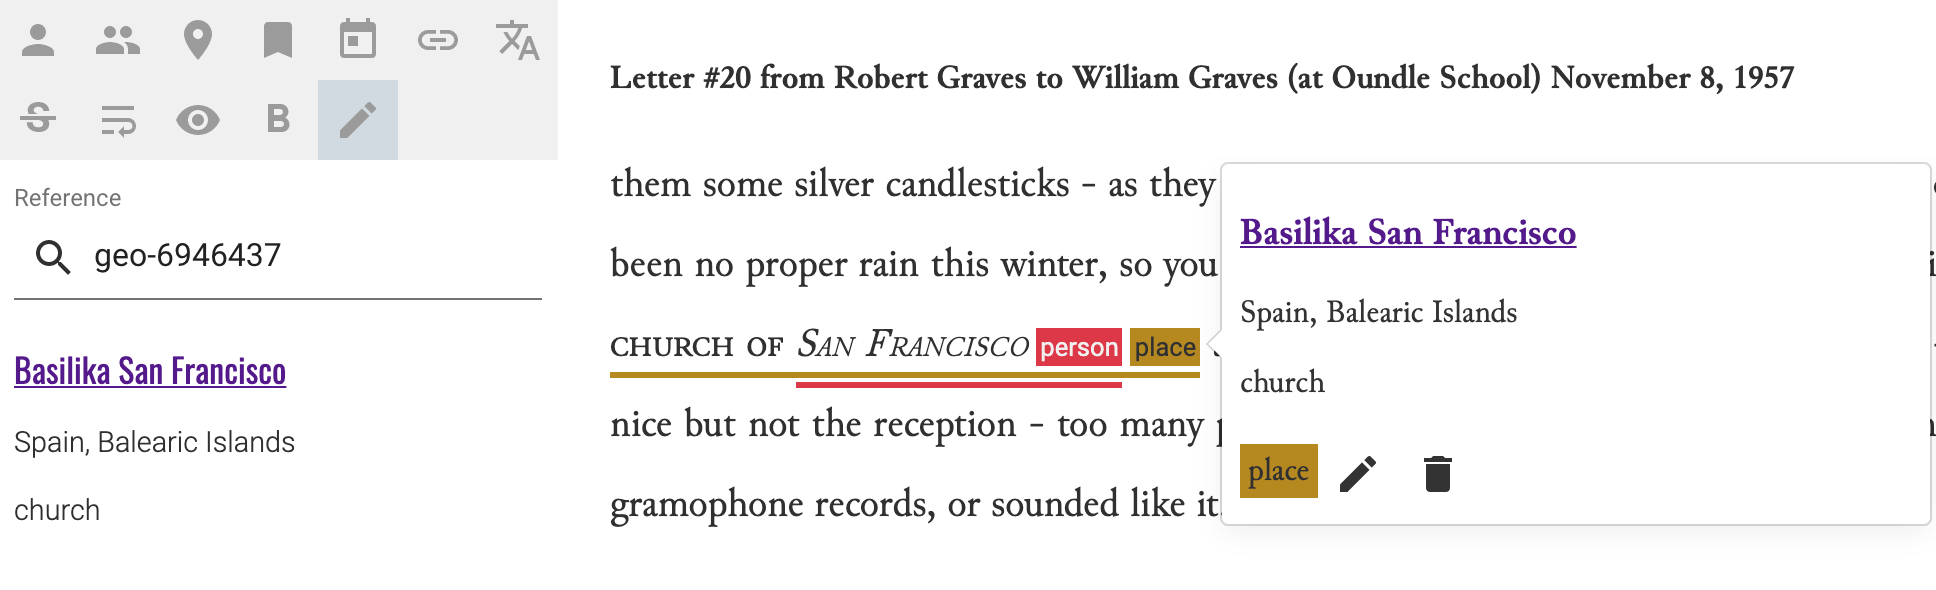 B
Reference
geo-6946437
Basilika San Francisco
Spain, Balearic Islands
church
Letter #20 from Robert Graves to William Graves (at Oundle School) November 8, 1957
them some silver candlesticks - as they
been no proper rain this winter, so you
CHURCH OF SAN FRANCISCO person place
nice but not the reception - too many
gramophone records, or sounded like it.
Basilika San Francisco
Spain, Balearic Islands
church
place